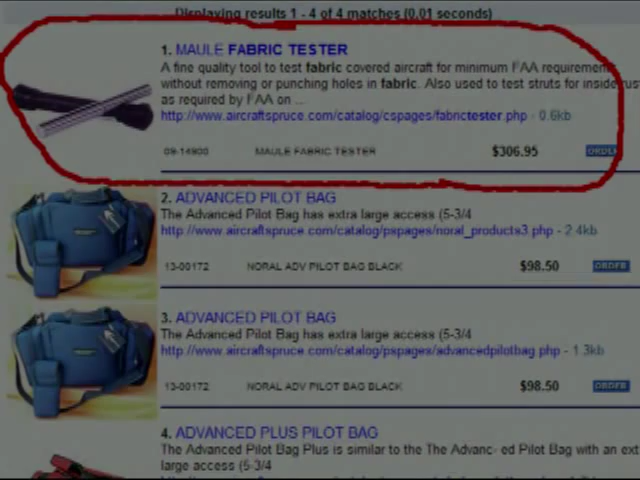 Displaying results 1 - 4 of 4 matches (0.01 seconds)
1. MAULE FABRIC TESTER
A fine quality tool to test fabric covered aircraft for minimum FAA requirements
without removing or punching holes in fabric. Also used to test struts for inside rust
as required by FAA on ...
http://www.aircraftspruce.com/catalog/cspages/fabrictester.php - 0.6kb
09-14900 MAULE FABRIC TESTER $306.95 ORDER
2. ADVANCED PILOT BAG
The Advanced Pilot Bag has extra large access (5-3/4
http://www.aircraftspruce.com/catalog/pspages/noral_products3.php - 2.4kb
13-00172 NORAL ADV PILOT BAG BLACK $98.50 ORDER
3. ADVANCED PILOT BAG
The Advanced Pilot Bag has extra large access (5-3/4
http://www.aircraftspruce.com/catalog/pspages/advancedpilotbag.php - 1.3kb
13-00172 NORAL ADV PILOT BAG BLACK $98.50 ORDER
4. ADVANCED PLUS PILOT BAG
The Advanced Pilot Bag Plus is similar to the The Advanc- ed Pilot Bag with an ext
large access (5-3/4